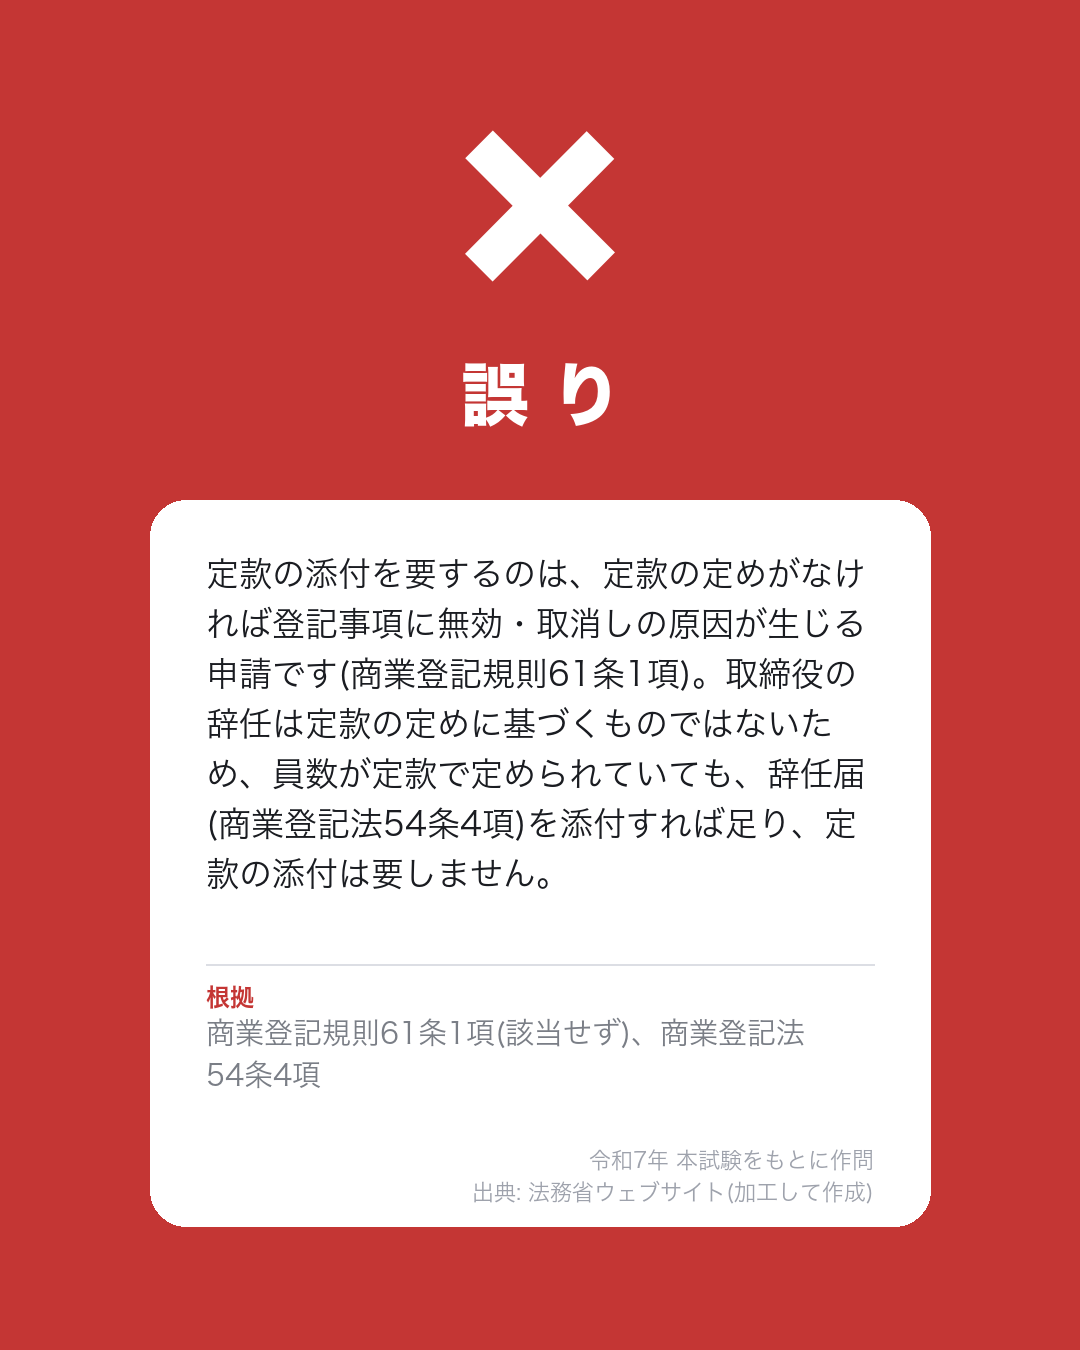 誤り
定款の添付を要するのは、定款の定めがなけ
れば登記事項に無効・取消しの原因が生じる
申請です(商業登記規則61条1項)。取締役の
辞任は定款の定めに基づくものではないた
め、員数が定款で定められていても、辞任届
(商業登記法54条4項)を添付すれば足り、定
款の添付は要しません。
根拠
商業登記規則61条1項(該当せず)、商業登記法
54条4項
令和7年 本試験をもとに作問
出典: 法務省ウェブサイト(加工して作成)